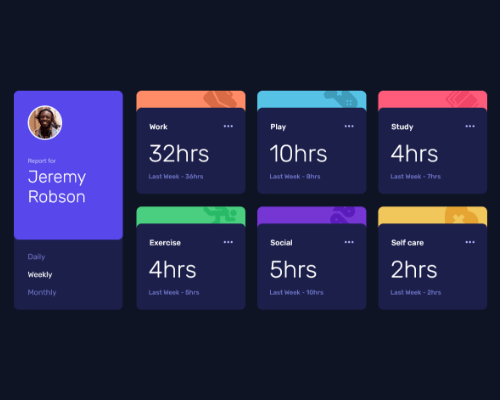 Report for
Jeremy
Robson
Daily
Weekly
Monthly
Work
32hrs
Last Week - 36hrs
Play
10hrs
Last Week - 8hrs
Study
4hrs
Last Week - 7hrs
Exercise
4hrs
Last Week - 5hrs
Social
5hrs
Last Week - 10hrs
Self care
2hrs
Last Week - 2hrs